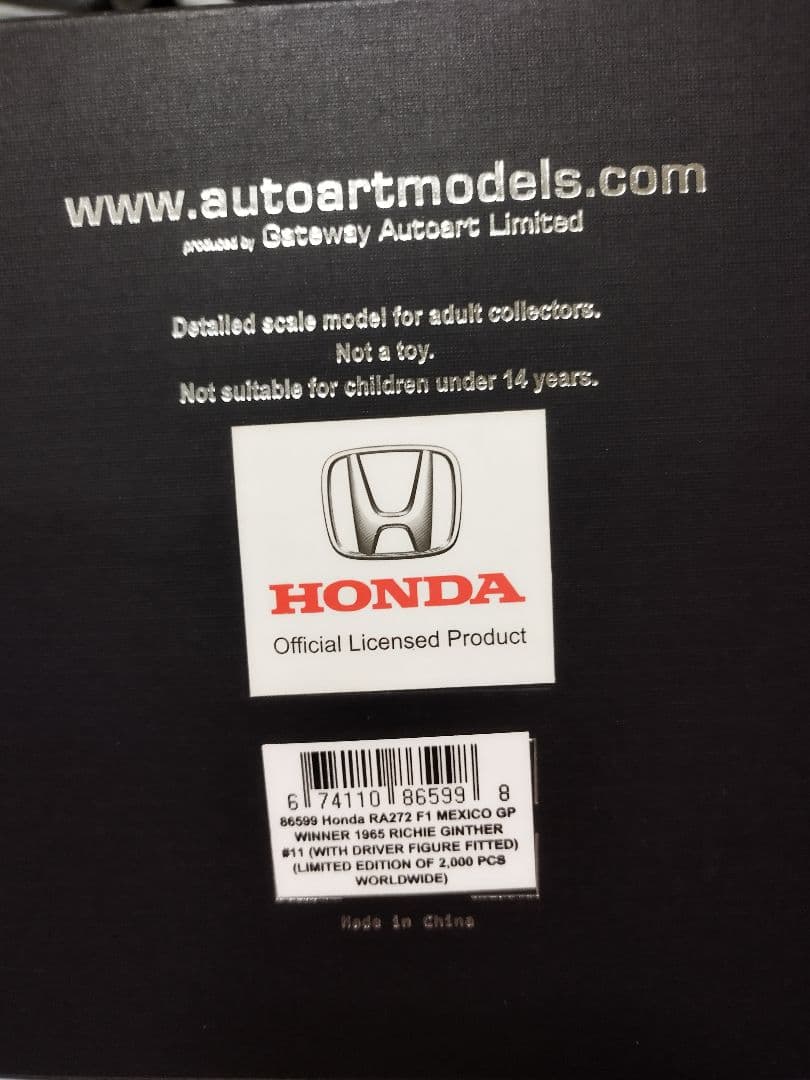 www.autoartmodels.com
produced by Gateway Autoart Limited
Detailed scale model for adult collectors.
Not a toy.
Not suitable for children under 14 years.
HONDA
Official Licensed Product
6 74110 86599 8
86599 Honda RA272 F1 MEXICO GP
WINNER 1965 RICHIE GINTHER
#11 (WITH DRIVER FIGURE FITTED)
(LIMITED EDITION OF 2,000 PCS
WORLDWIDE)
Made in China